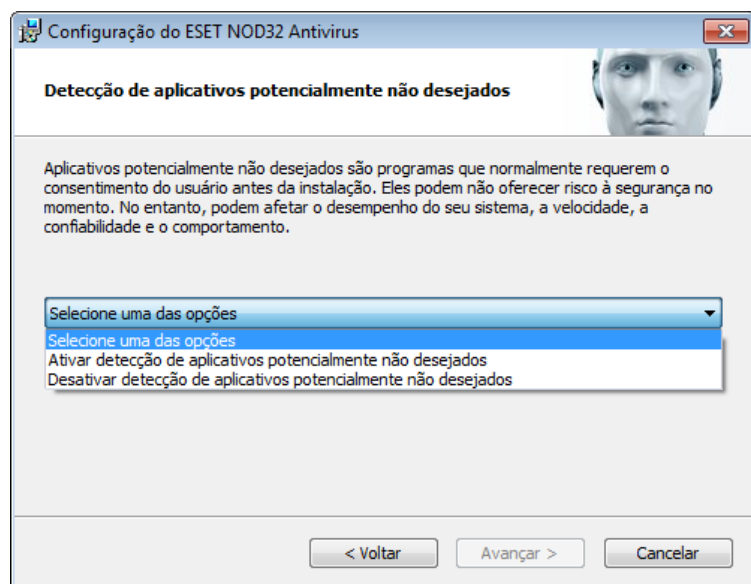 Configuração do ESET NOD32 Antivirus
Detecção de aplicativos potencialmente não desejados
Aplicativos potencialmente não desejados são programas que normalmente requerem o
consentimento do usuário antes da instalação. Eles podem não oferecer risco à segurança no
momento. No entanto, podem afetar o desempenho do seu sistema, a velocidade, a
confiabilidade e o comportamento.
Selecione uma das opções
Selecione uma das opções
Ativar detecção de aplicativos potencialmente não desejados
Desativar detecção de aplicativos potencialmente não desejados
< Voltar
Avançar >
Cancelar